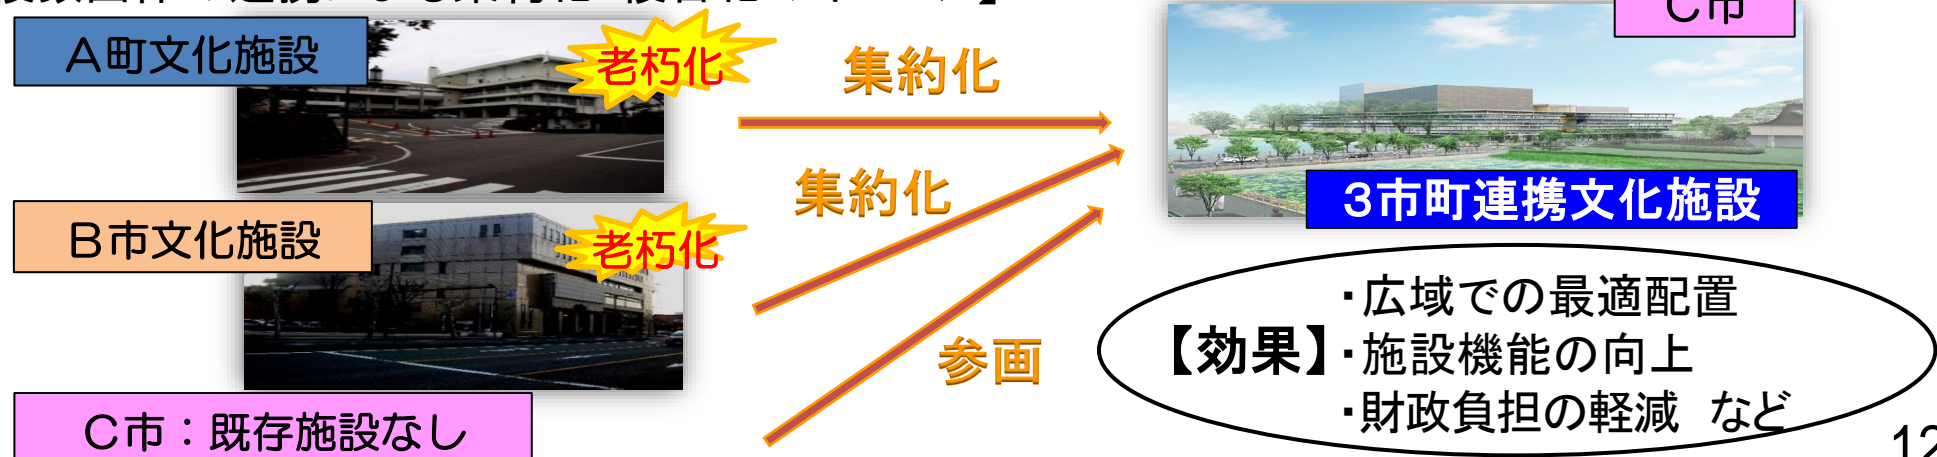 C市
A町文化施設
老朽化
集約化
集約化
3市町連携文化施設
B市文化施設
老朽化
参画
【効果】
・広域での最適配置
・施設機能の向上
・財政負担の軽減 など
C市：既存施設なし
12